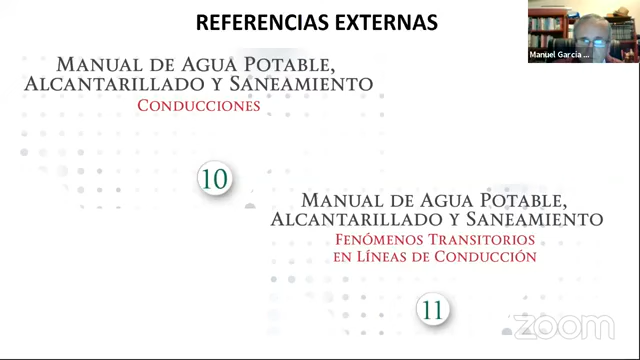 REFERENCIAS EXTERNAS
Manuel García ...
MANUAL DE AGUA POTABLE,
ALCANTARILLADO Y SANEAMIENTO
CONDUCCIONES
10
MANUAL DE AGUA POTABLE,
ALCANTARILLADO Y SANEAMIENTO
FENÓMENOS TRANSITORIOS
EN LÍNEAS DE CONDUCCIÓN
11
zoom